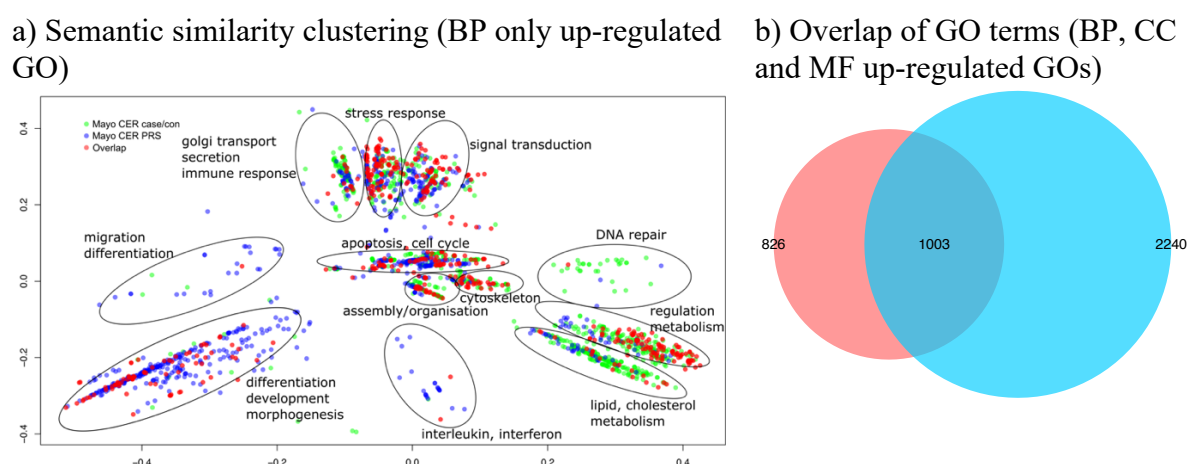 a) Semantic similarity clustering (BP only up-regulated
GO)
b) Overlap of GO terms (BP, CC
and MF up-regulated GOs)
Mayo CER case/con
Mayo CER PRS
Overlap
stress response
golgi transport
secretion
immune response
signal transduction
migration
differentiation
apoptosis, cell cycle
DNA repair
cytoskeleton
assembly/organisation
regulation
metabolism
differentiation
development
morphogenesis
lipid, cholesterol
metabolism
interleukin, interferon
0.4
0.2
0.0
-0.2
-0.4
-0.4
-0.2
0.0
0.2
0.4
826
1003
2240